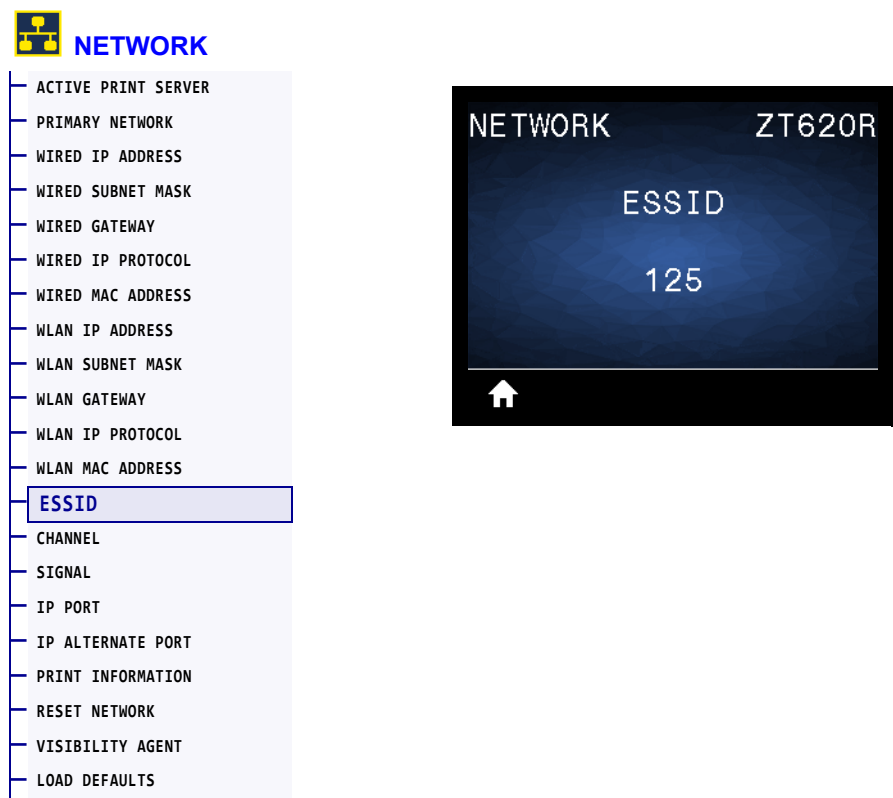 NETWORK
ACTIVE PRINT SERVER
PRIMARY NETWORK
WIRED IP ADDRESS
WIRED SUBNET MASK
WIRED GATEWAY
WIRED IP PROTOCOL
WIRED MAC ADDRESS
WLAN IP ADDRESS
WLAN SUBNET MASK
WLAN GATEWAY
WLAN IP PROTOCOL
WLAN MAC ADDRESS
ESSID
CHANNEL
SIGNAL
IP PORT
IP ALTERNATE PORT
PRINT INFORMATION
RESET NETWORK
VISIBILITY AGENT
LOAD DEFAULTS
NETWORK ZT620R
ESSID
125